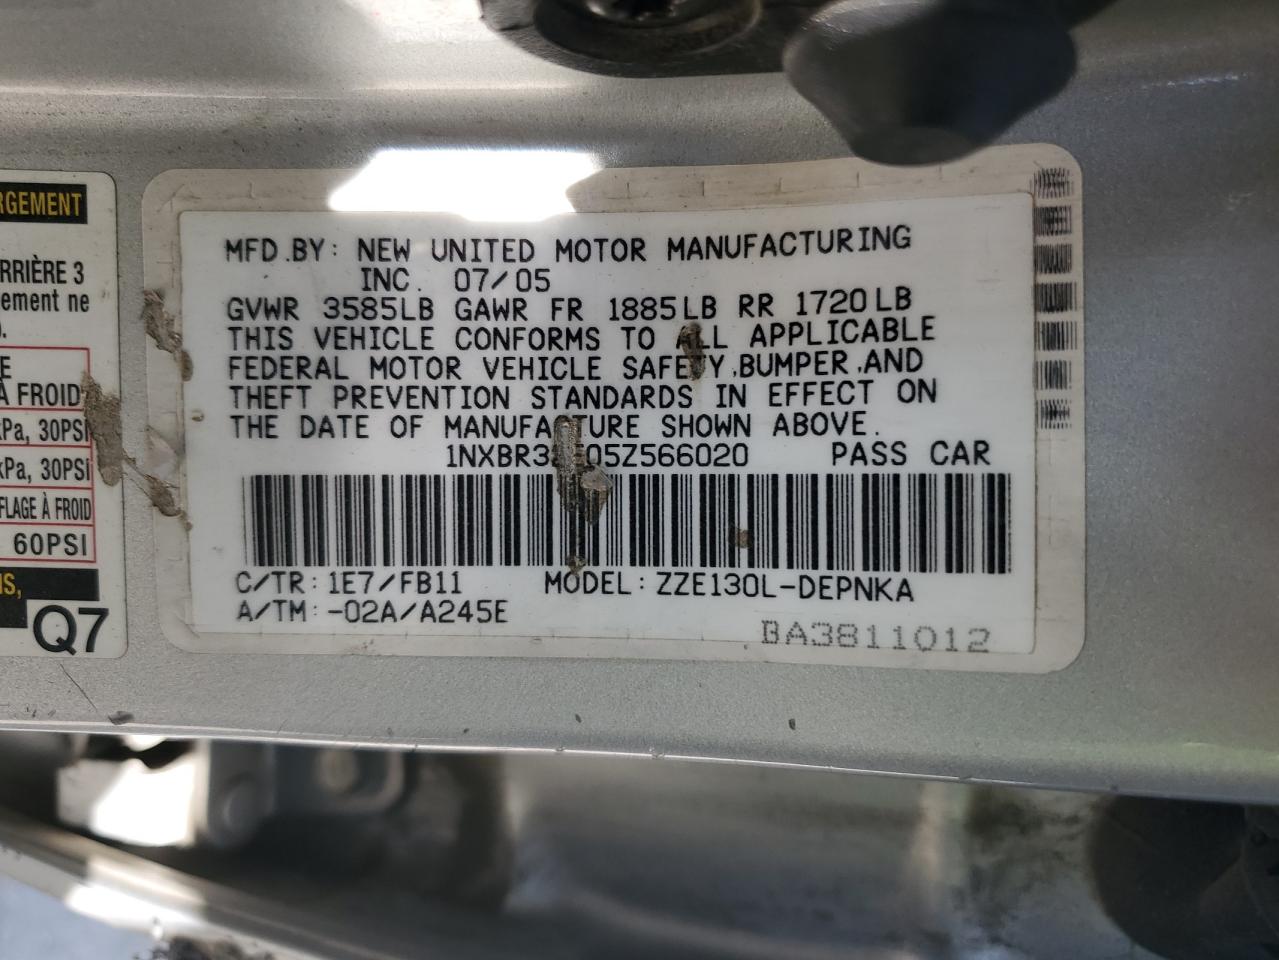 RGEMENT
RRIÈRE 3
gement ne
E
À FROID
kPa, 30PSI
kPa, 30PSI
FLAGE À FROID
60PSI
Q7
MFD.BY: NEW UNITED MOTOR MANUFACTURING
INC. 07/05
GVWR 3585LB GAWR FR 1885LB RR 1720LB
THIS VEHICLE CONFORMS TO ALL APPLICABLE
FEDERAL MOTOR VEHICLE SAFETY,BUMPER,AND
THEFT PREVENTION STANDARDS IN EFFECT ON
THE DATE OF MANUFACTURE SHOWN ABOVE.
PASS CAR
C/TR: 1E7/FB11 MODEL: ZZE130L-DEPNKA
A/TM: -02A/A245E
BA3811012